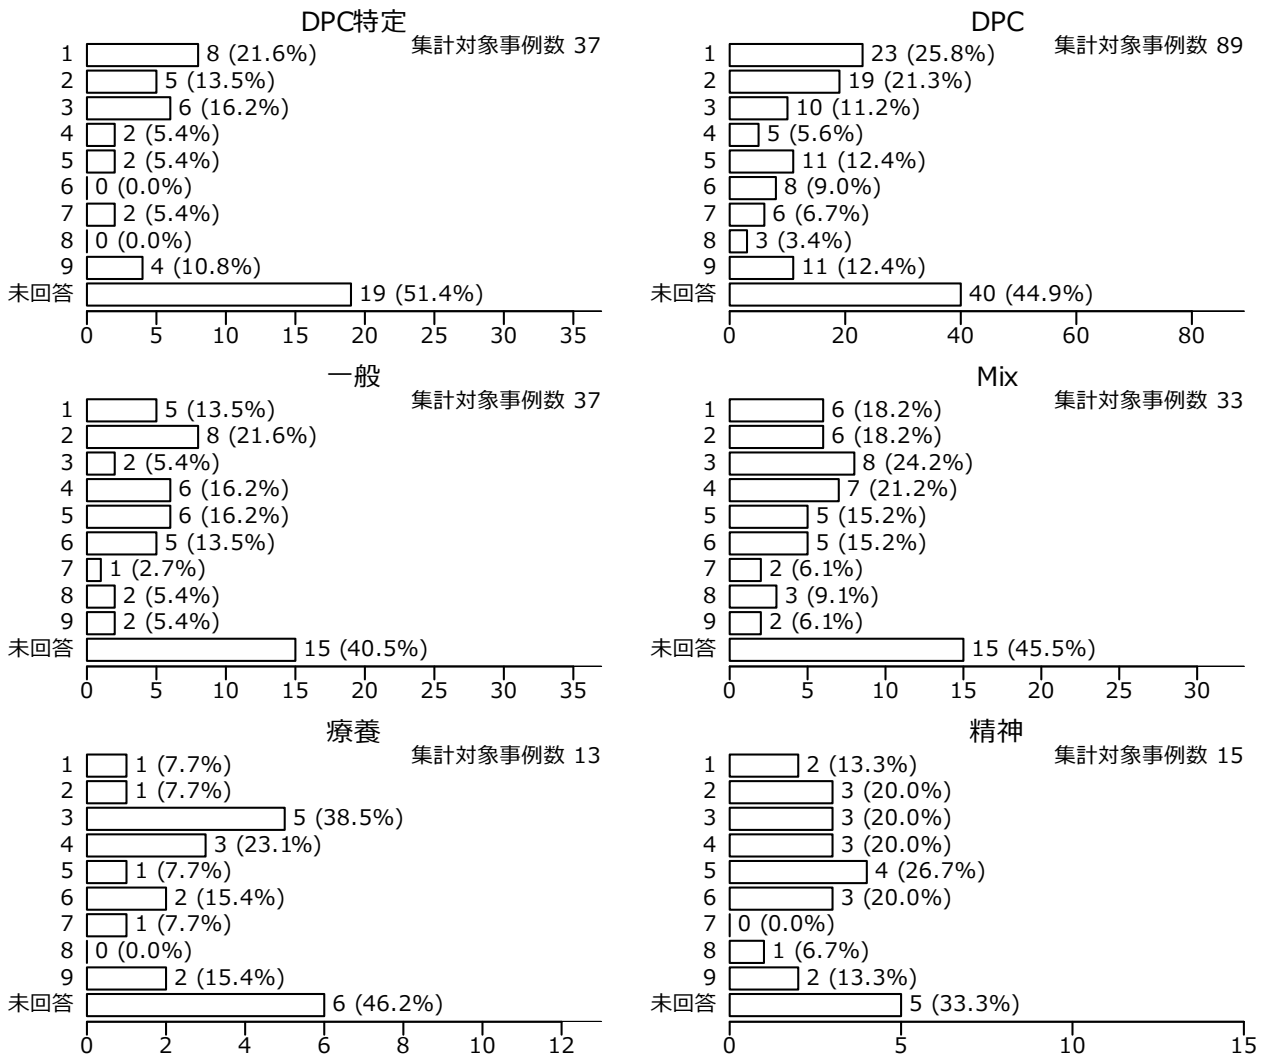 DPC特定
集計対象事例数 37
1 8 (21.6%)
2 5 (13.5%)
3 6 (16.2%)
4 2 (5.4%)
5 2 (5.4%)
6 0 (0.0%)
7 2 (5.4%)
8 0 (0.0%)
9 4 (10.8%)
未回答 19 (51.4%)
0 5 10 15 20 25 30 35
DPC
集計対象事例数 89
1 23 (25.8%)
2 19 (21.3%)
3 10 (11.2%)
4 5 (5.6%)
5 11 (12.4%)
6 8 (9.0%)
7 6 (6.7%)
8 3 (3.4%)
9 11 (12.4%)
未回答 40 (44.9%)
0 20 40 60 80
一般
集計対象事例数 37
1 5 (13.5%)
2 8 (21.6%)
3 2 (5.4%)
4 6 (16.2%)
5 6 (16.2%)
6 5 (13.5%)
7 1 (2.7%)
8 2 (5.4%)
9 2 (5.4%)
未回答 15 (40.5%)
0 5 10 15 20 25 30 35
Mix
集計対象事例数 33
1 6 (18.2%)
2 6 (18.2%)
3 8 (24.2%)
4 7 (21.2%)
5 5 (15.2%)
6 5 (15.2%)
7 2 (6.1%)
8 3 (9.1%)
9 2 (6.1%)
未回答 15 (45.5%)
0 5 10 15 20 25 30
療養
集計対象事例数 13
1 1 (7.7%)
2 1 (7.7%)
3 5 (38.5%)
4 3 (23.1%)
5 1 (7.7%)
6 2 (15.4%)
7 1 (7.7%)
8 0 (0.0%)
9 2 (15.4%)
未回答 6 (46.2%)
0 2 4 6 8 10 12
精神
集計対象事例数 15
1 2 (13.3%)
2 3 (20.0%)
3 3 (20.0%)
4 3 (20.0%)
5 4 (26.7%)
6 3 (20.0%)
7 0 (0.0%)
8 1 (6.7%)
9 2 (13.3%)
未回答 5 (33.3%)
0 5 10 15